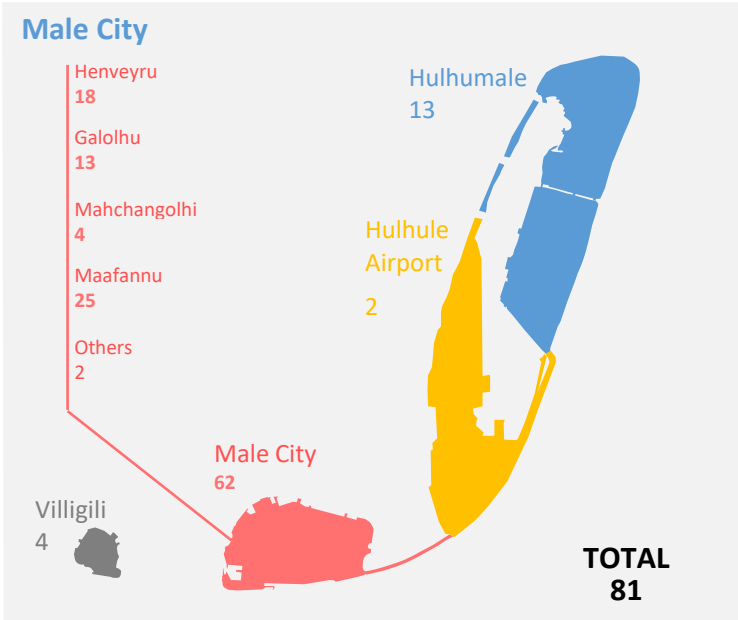 Male City
Henveyru
18
Galolhu
13
Mahchangolhi
4
Maafannu
25
Others
2
Hulhumale
13
Hulhule
Airport
2
Male City
62
Villigili
4
TOTAL
81